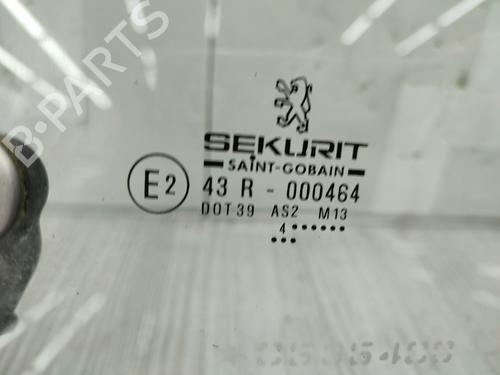 B-PARTS
SEKURIT
SAINT-GOBAIN
E2 43 R - 000464
DOT39 AS2 M13
4